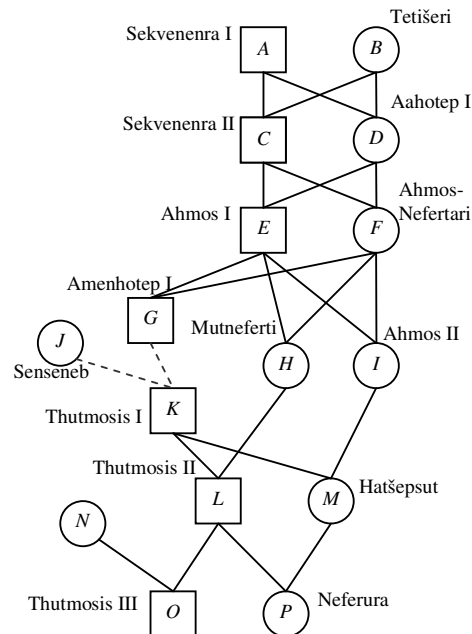 Sekvenenra I
A
B
Tetišeri
Sekvenenra II
C
D
Aahotep I
Ahmos I
E
F
Ahmos-
Nefertari
Amenhotep I
G
Mutneferti
J
Senseneb
H
I
Ahmos II
Thutmosis I
K
Thutmosis II
L
M
Hatšepsut
N
Thutmosis III
O
P
Neferura